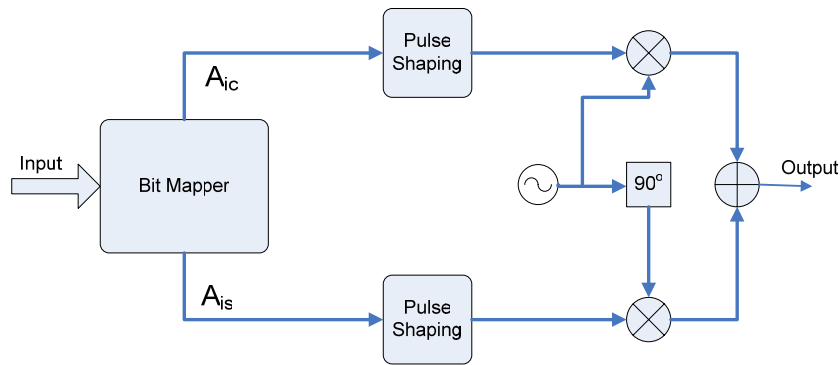 Pulse
Shaping
Aic
Input
Bit Mapper
90°
Output
Ais
Pulse
Shaping